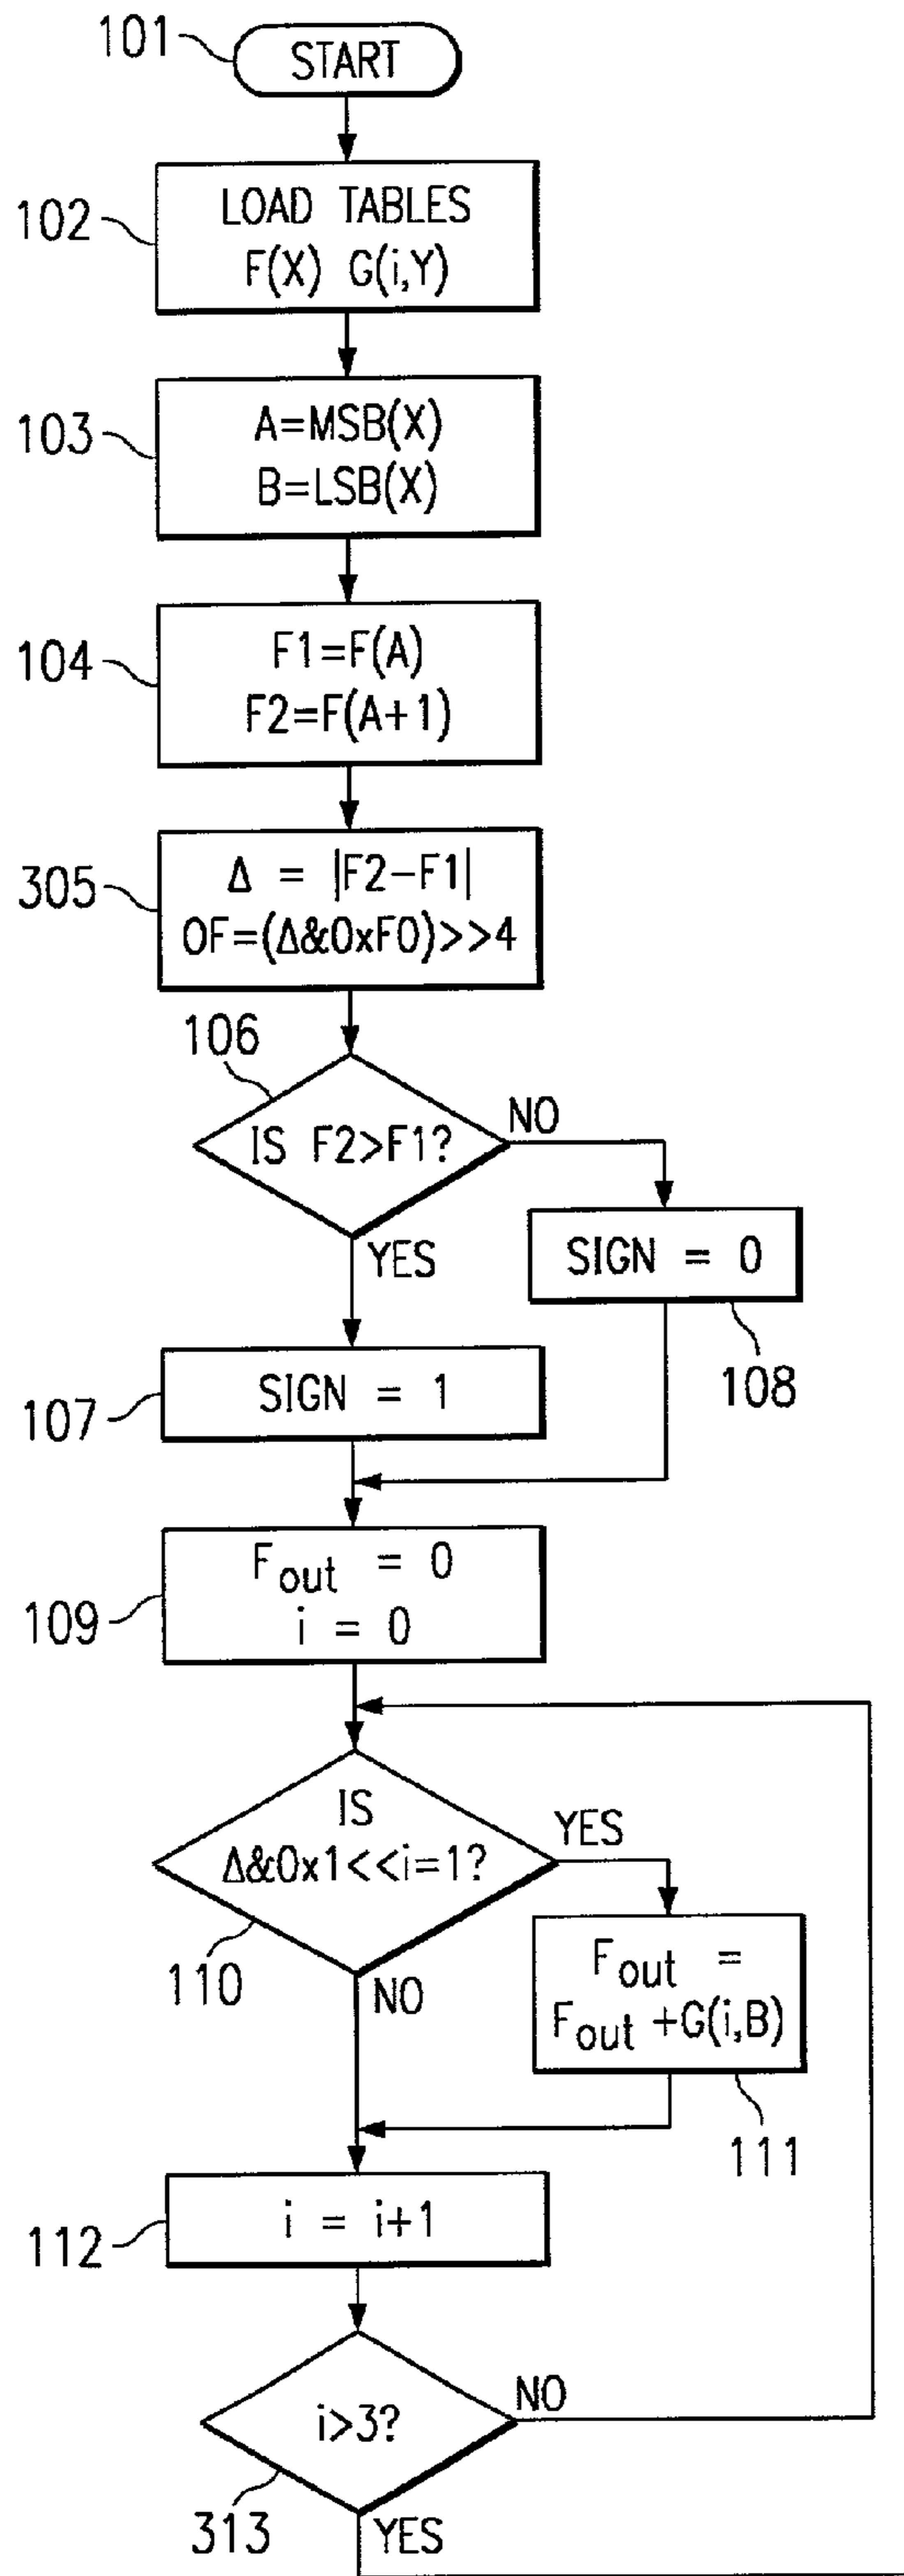 101
START
102
LOAD TABLES
F(X) G(i,Y)
103
A=MSB(X)
B=LSB(X)
104
F1=F(A)
F2=F(A+1)
305
Δ = |F2-F1|
OF=(Δ&0xF0)>>4
106
IS F2>F1?
NO
YES
SIGN = 0
108
107
SIGN = 1
109
Fout = 0
i = 0
IS
Δ&0x1<<i=1?
YES
110
NO
Fout =
Fout +G(i,B)
111
112
i = i+1
i>3?
NO
313
YES